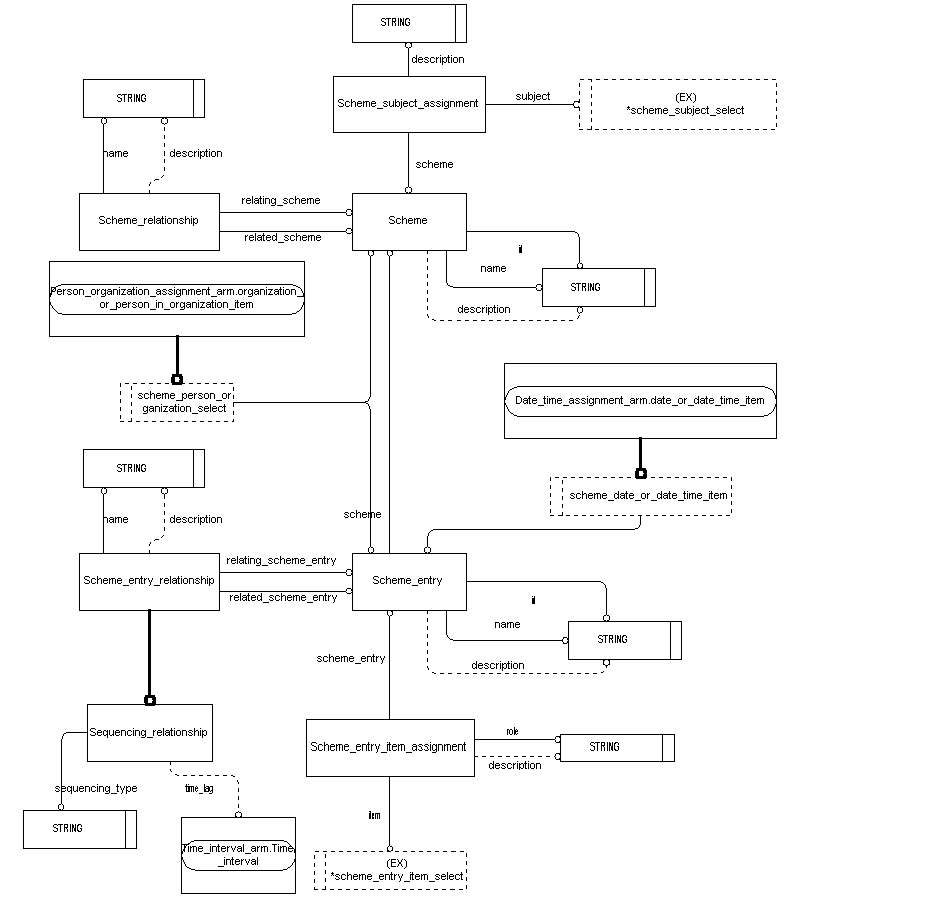 STRING
description
Scheme_subject_assignment
subject
(EX)
*scheme_subject_select
STRING
name
description
scheme
Scheme_relationship
relating_scheme
related_scheme
Scheme
id
name
STRING
description
Person_organization_assignment_arm.organization_
or_person_in_organization_item
scheme_person_or
ganization_select
Date_time_assignment_arm.date_or_date_time_item
scheme_date_or_date_time_item
STRING
name
description
scheme
Scheme_entry_relationship
relating_scheme_entry
related_scheme_entry
Scheme_entry
id
name
STRING
description
scheme_entry
Sequencing_relationship
Scheme_entry_item_assignment
role
STRING
description
sequencing_type
time_lag
STRING
item
Time_interval_arm.Time
_interval
(EX)
*scheme_entry_item_select